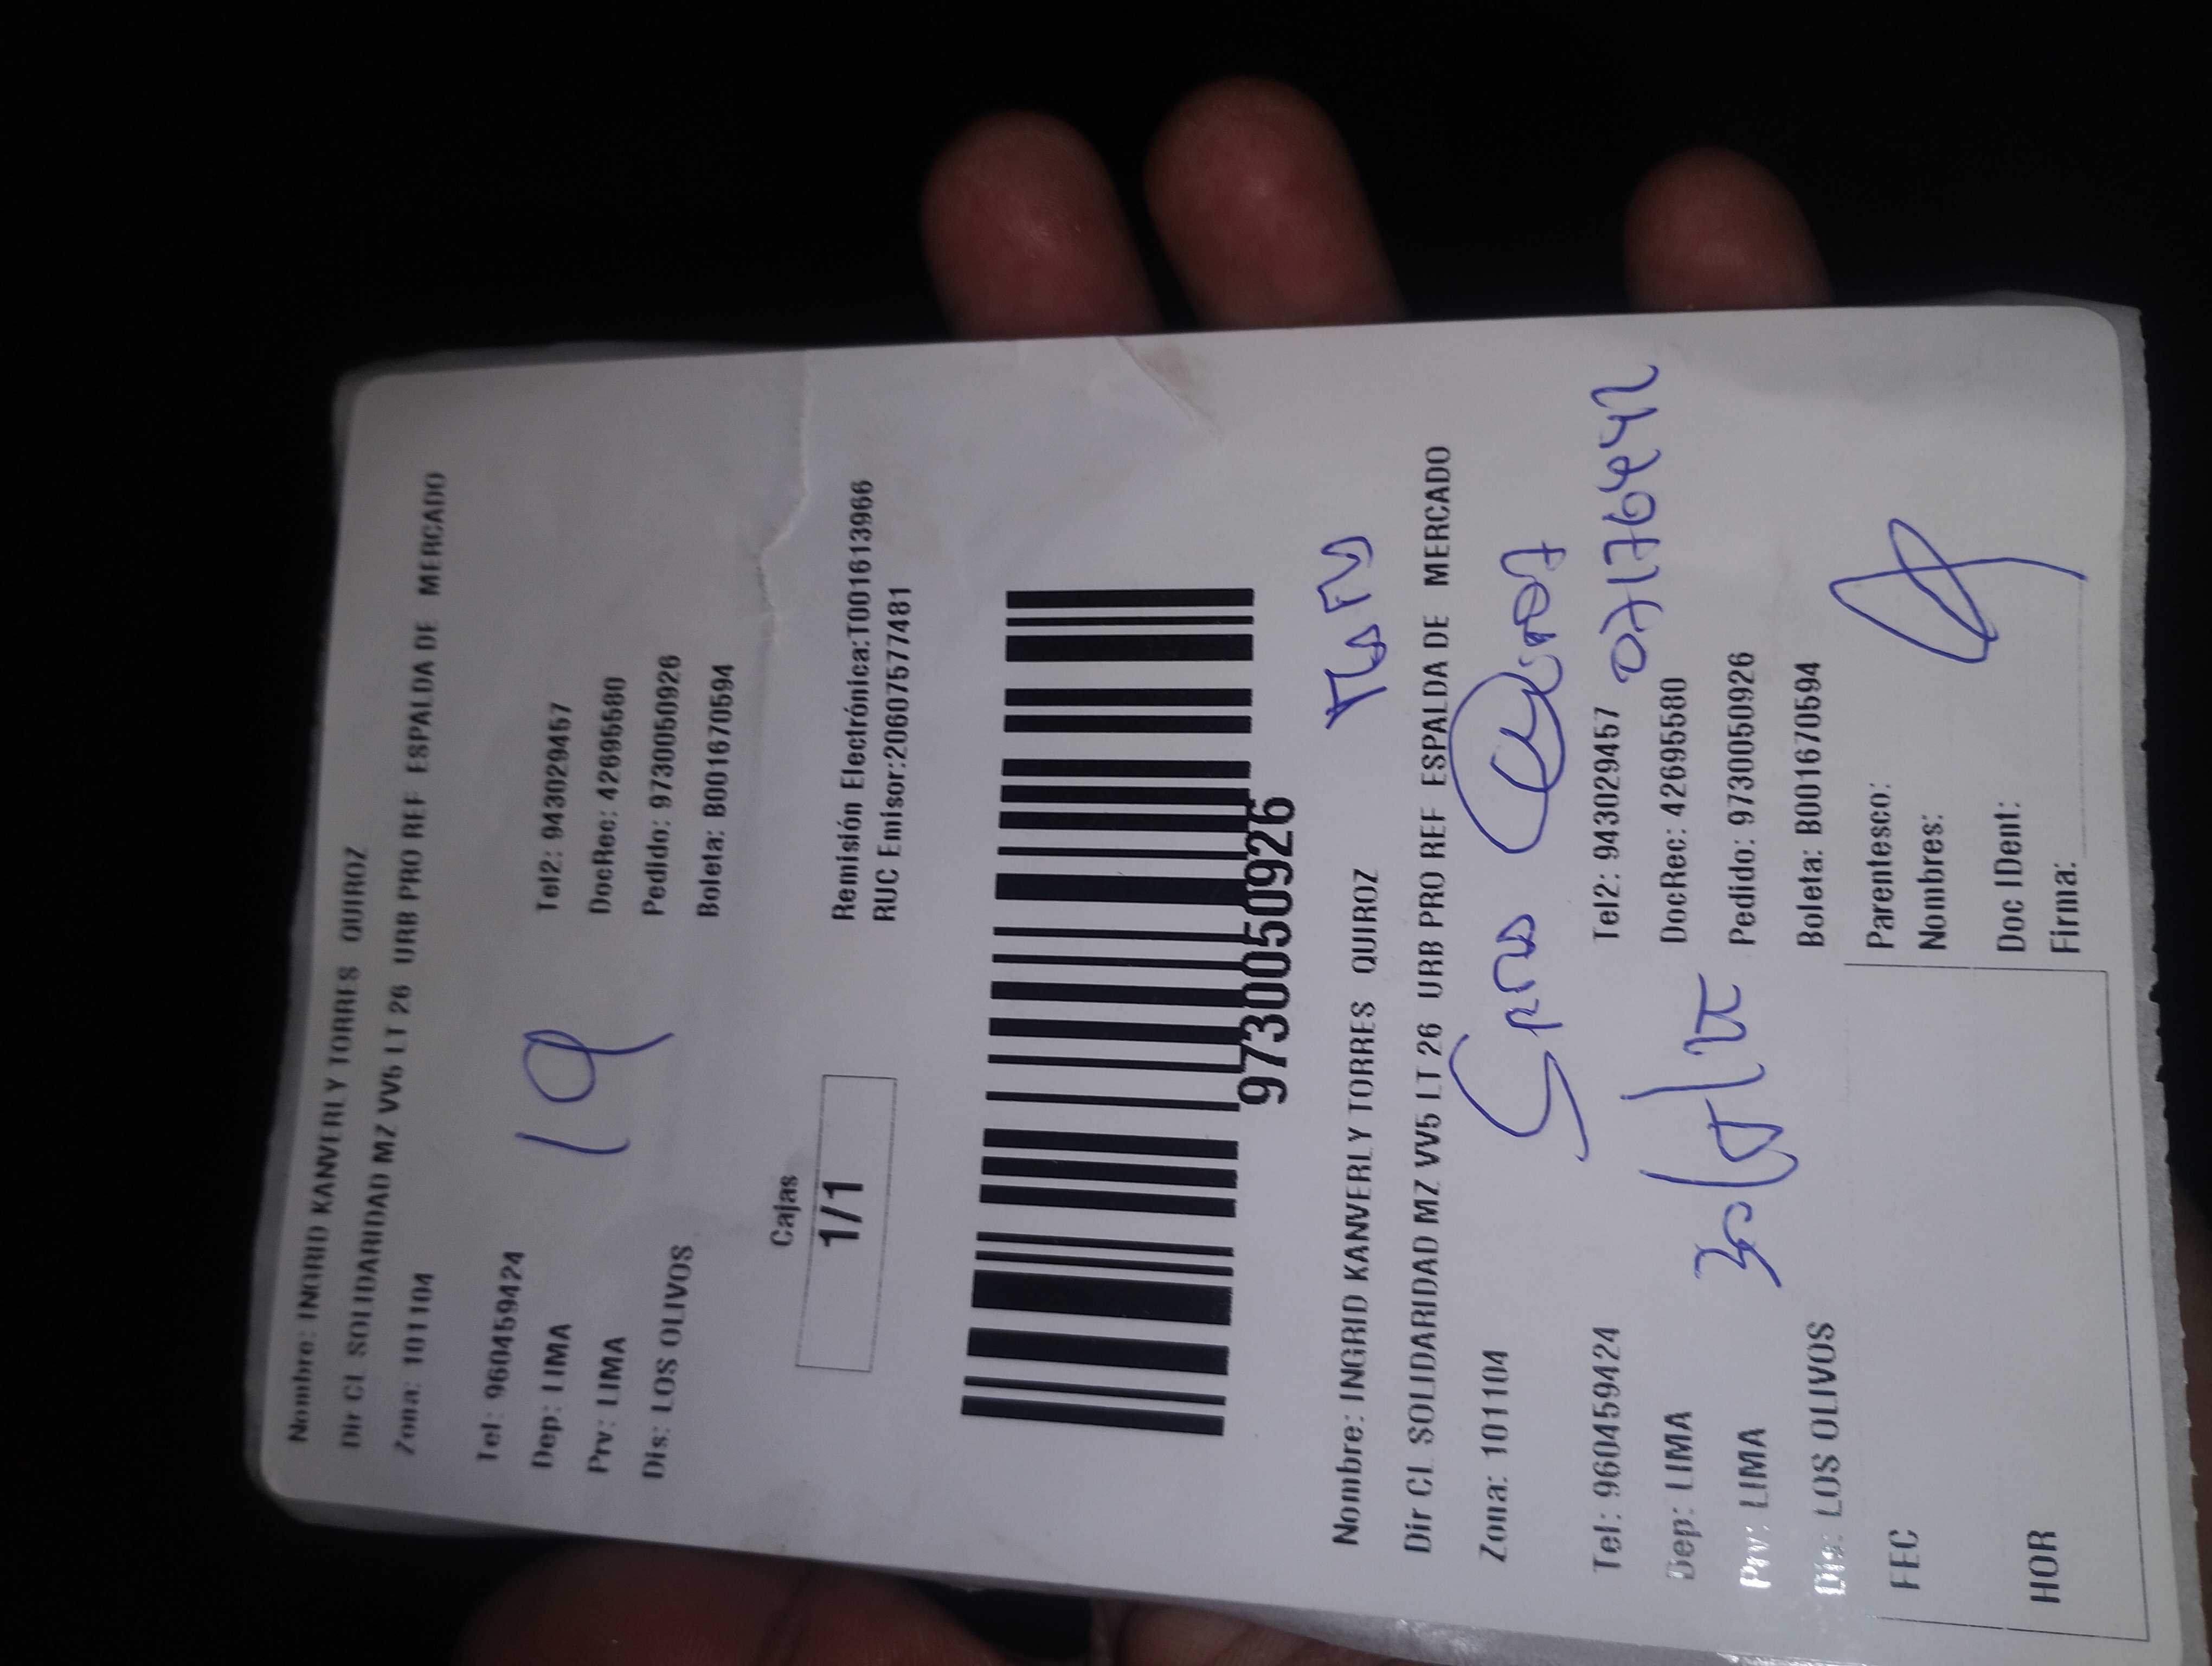 Nombre: INGRID KANVERLY TORRES QUIROZ
Dir CL SOLIDARIDAD MZ VV5 LT 26 URB PRO REF ESPALDA DE MERCADO
Zona: 101104
Tel: 960459424 Tel2: 943029457
Dep: LIMA DocRec: 42695580
Prv: LIMA Pedido: 9730050926
Dis: LOS OLIVOS Boleta: B001670594
19
Cajas
1/1
Remisión Electrónica:T001613966
RUC Emisor:20607577481
9730050926
Nombre: INGRID KANVERLY TORRES QUIROZ
Dir CL SOLIDARIDAD MZ VV5 LT 26 URB PRO REF ESPALDA DE MERCADO
Zona: 101104
Tel: 960459424 Tel2: 943029457
Dep: LIMA DocRec: 42695580
Prv: LIMA Pedido: 9730050926
Dis: LOS OLIVOS Boleta: B001670594
FEC Parentesco:
Nombres:
HOR Doc IDent:
Firma: